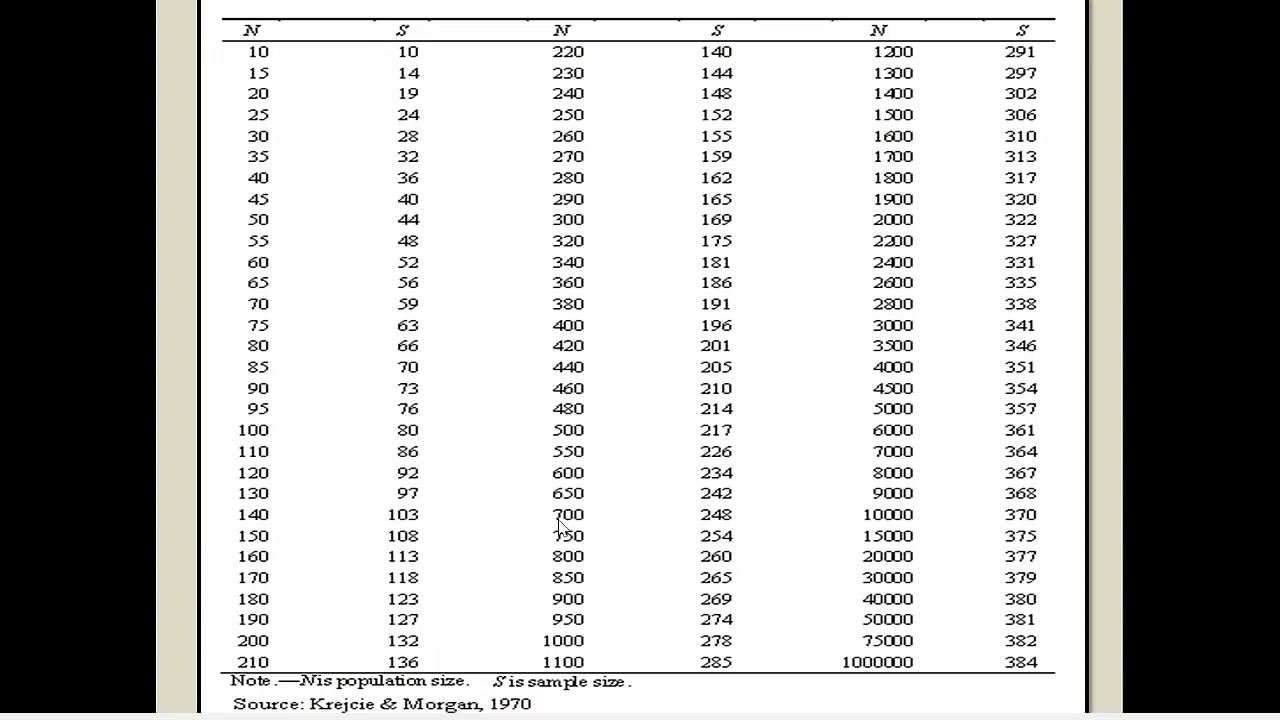 N S N S N S
10 10 220 140 1200 291
15 14 230 144 1300 297
20 19 240 148 1400 302
25 24 250 152 1500 306
30 28 260 155 1600 310
35 32 270 159 1700 313
40 36 280 162 1800 317
45 40 290 165 1900 320
50 44 300 169 2000 322
55 48 320 175 2200 327
60 52 340 181 2400 331
65 56 360 186 2600 335
70 59 380 191 2800 338
75 63 400 196 3000 341
80 66 420 201 3500 346
85 70 440 205 4000 351
90 73 460 210 4500 354
95 76 480 214 5000 357
100 80 500 217 6000 361
110 86 550 226 7000 364
120 92 600 234 8000 367
130 97 650 242 9000 368
140 103 700 248 10000 370
150 108 750 254 15000 375
160 113 800 260 20000 377
170 118 850 265 30000 379
180 123 900 269 40000 380
190 127 950 274 50000 381
200 132 1000 278 75000 382
210 136 1100 285 1000000 384
Note.—N is population size. S is sample size.
Source: Krejcie & Morgan, 1970